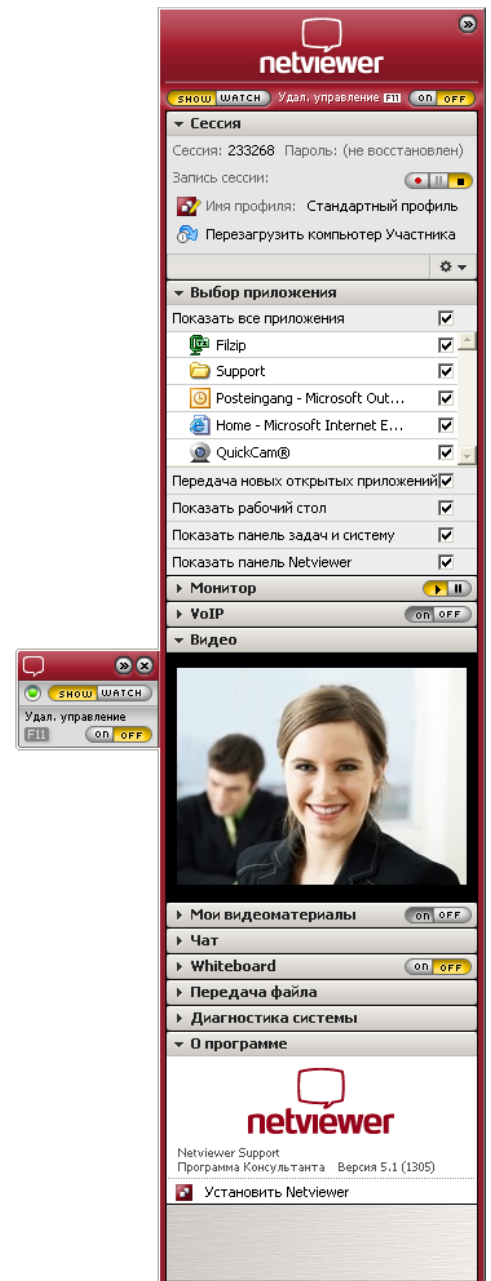 netviewer
SHOW WATCH Удал. управление F11 ON OFF
Сессия
Сессия: 233268 Пароль: (не восстановлен)
Запись сессии:
Имя профиля: Стандартный профиль
Перезагрузить компьютер Участника
Выбор приложения
Показать все приложения
Filzip
Support
Posteingang - Microsoft Out...
Home - Microsoft Internet E...
QuickCam®
Передача новых открытых приложений
Показать рабочий стол
Показать панель задач и систему
Показать панель Netviewer
Монитор
VoIP ON OFF
Видео
SHOW WATCH
Удал. управление
F11 ON OFF
Мои видеоматериалы ON OFF
Чат
Whiteboard ON OFF
Передача файла
Диагностика системы
О программе
netviewer
Netviewer Support
Программа Консультанта Версия 5.1 (1305)
Установить Netviewer